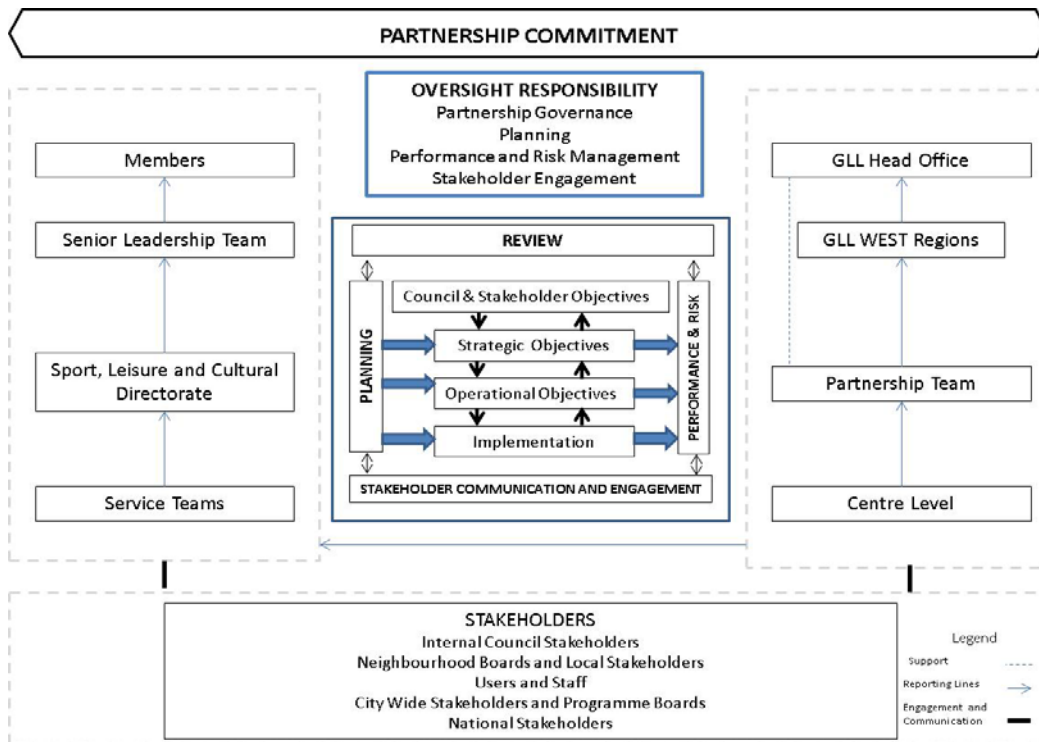 PARTNERSHIP COMMITMENT
OVERSIGHT RESPONSIBILITY
Partnership Governance
Planning
Performance and Risk Management
Stakeholder Engagement
Members
Senior Leadership Team
Sport, Leisure and Cultural
Directorate
Service Teams
REVIEW
PLANNING
Council & Stakeholder Objectives
Strategic Objectives
Operational Objectives
Implementation
PERFORMANCE & RISK
STAKEHOLDER COMMUNICATION AND ENGAGEMENT
GLL Head Office
GLL WEST Regions
Partnership Team
Centre Level
STAKEHOLDERS
Internal Council Stakeholders
Neighbourhood Boards and Local Stakeholders
Users and Staff
City Wide Stakeholders and Programme Boards
National Stakeholders
Legend
Support
Reporting Lines
Engagement and
Communication